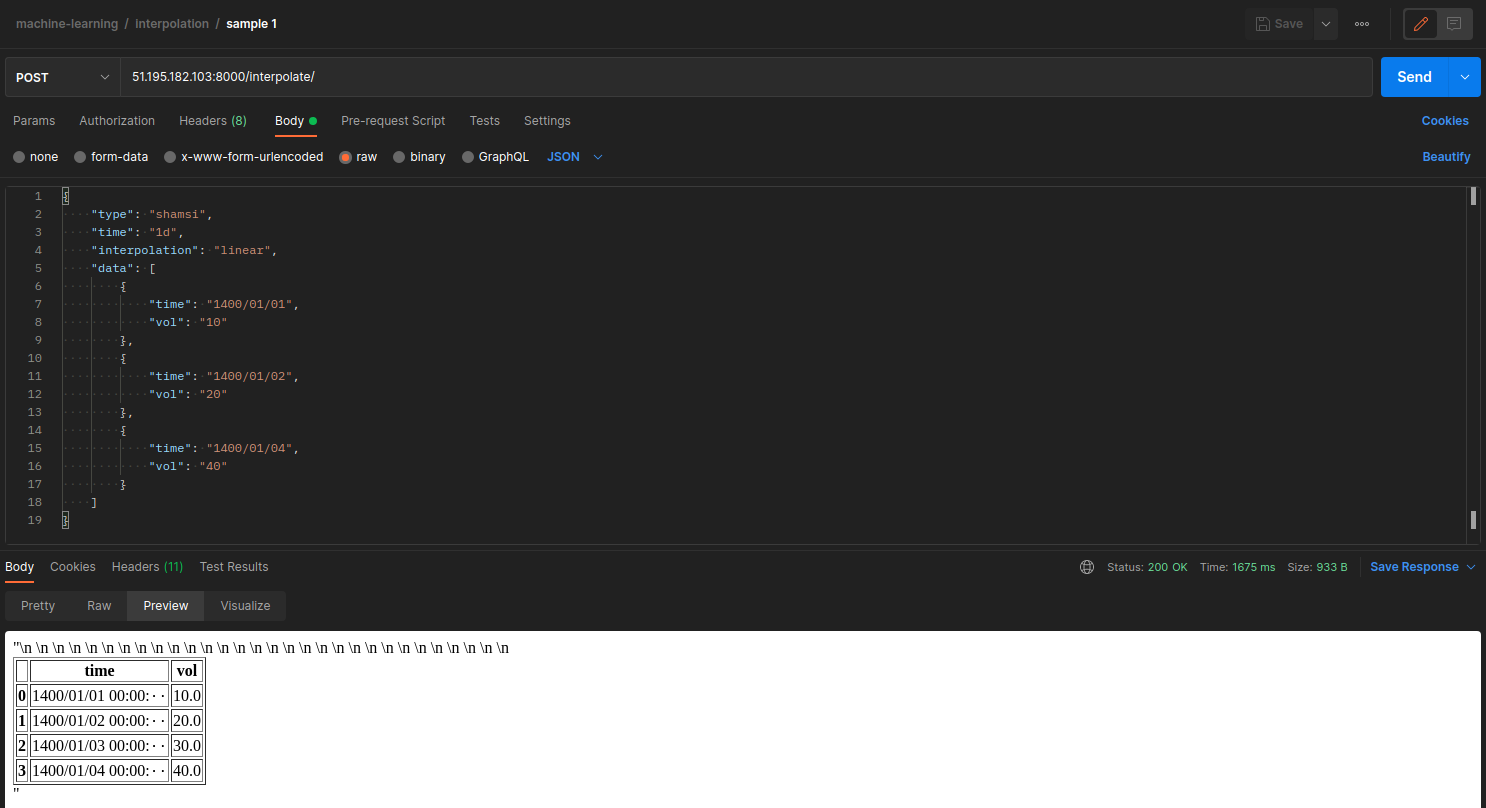 machine-learning / Interpolation / sample 1
Save
POST 51.195.182.103:8000/interpolate/ Send
Params Authorization Headers (8) Body Pre-request Script Tests Settings Cookies
none form-data x-www-form-urlencoded raw binary GraphQL JSON Beautify
1 {
2 "type": "shamsi",
3 "time": "1d",
4 "interpolation": "linear",
5 "data": [
6 {
7 "time": "1400/01/01",
8 "vol": "10"
9 },
10 {
11 "time": "1400/01/02",
12 "vol": "20"
13 },
14 {
15 "time": "1400/01/04",
16 "vol": "40"
17 }
18 ]
19 }
Body Cookies Headers (11) Test Results Status: 200 OK Time: 1675 ms Size: 933 B Save Response
Pretty Raw Preview Visualize
"\n \n \n \n \n \n \n \n \n \n \n \n \n \n \n \n \n \n \n \n \n \n \n \n \n \n \n \n \n \n
time vol
0 1400/01/01 00:00:۰۰ 10.0
1 1400/01/02 00:00:۰۰ 20.0
2 1400/01/03 00:00:۰۰ 30.0
3 1400/01/04 00:00:۰۰ 40.0
"